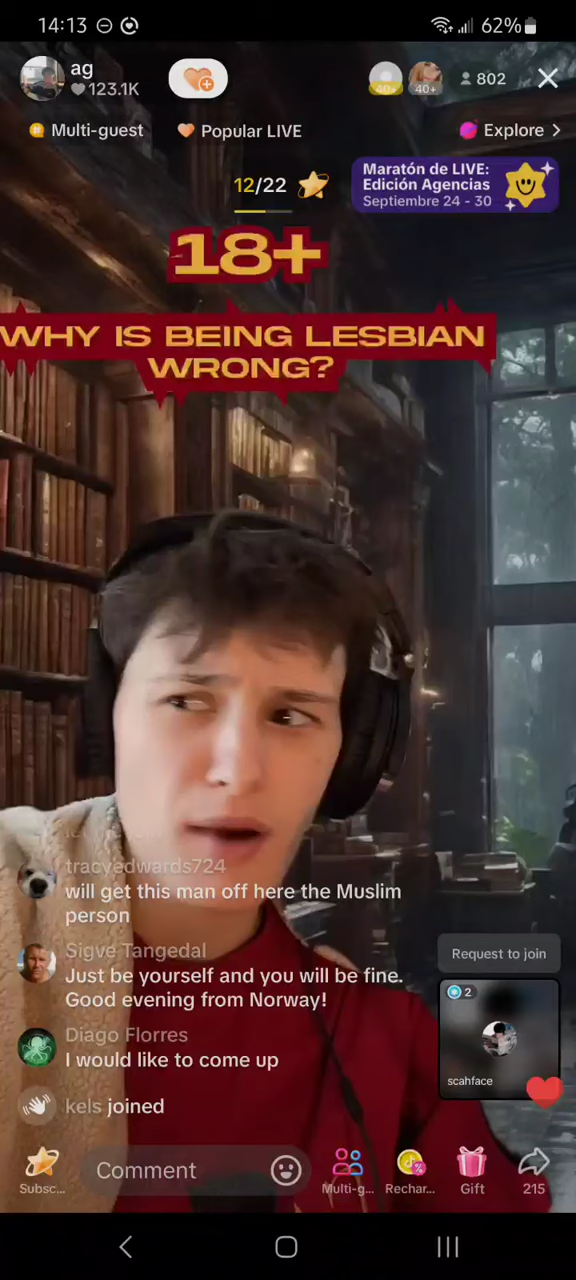 14:13
62%
ag
123.1K
40+
40+
802
Multi-guest
Popular LIVE
Explore >
12/22
Maratón de LIVE:
Edición Agencias
Septiembre 24 - 30
18+
WHY IS BEING LESBIAN
WRONG?
tracyedwards724
will get this man off here the Muslim
person
Sigve Tangedal
Just be yourself and you will be fine.
Good evening from Norway!
Diago Florres
I would like to come up
kels joined
Request to join
2
scahface
Comment
Subsc...
Multi-g...
Rechar...
Gift
215